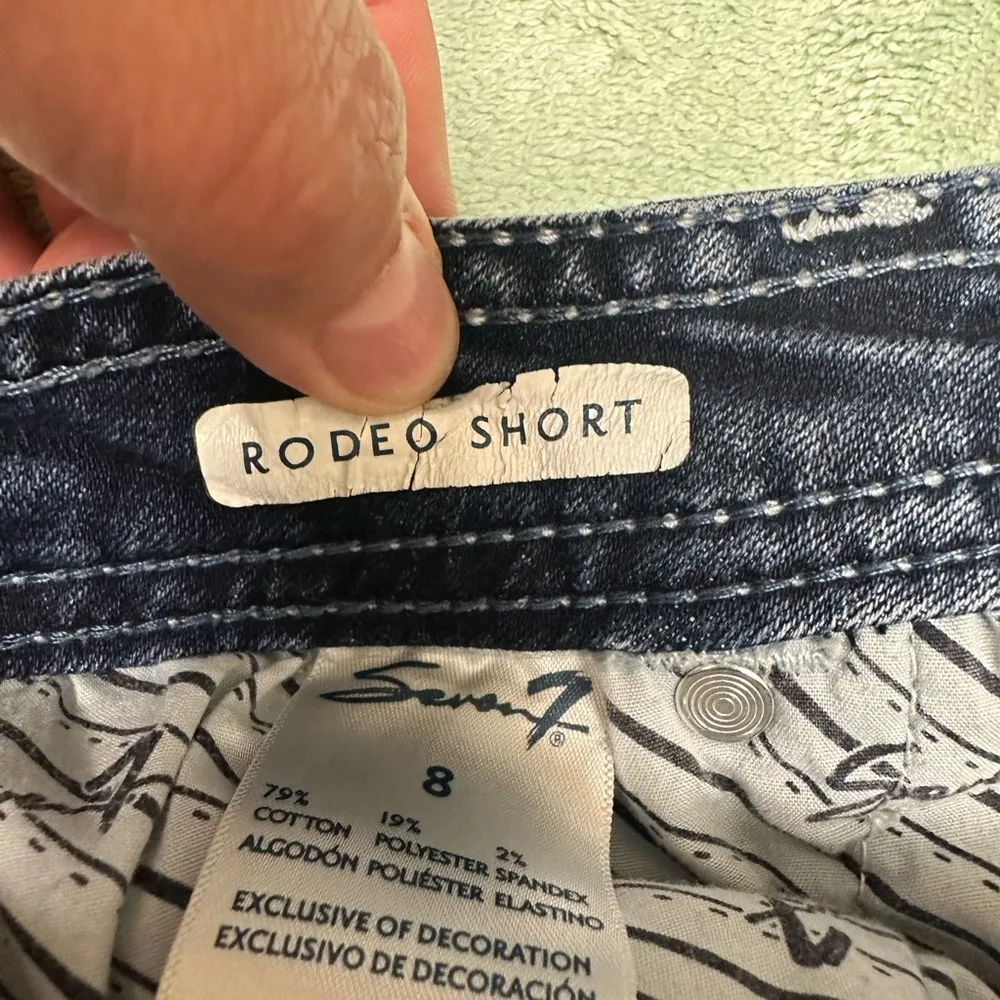 RODEO SHORT
Seven7®
8
79% 19% 2%
COTTON POLYESTER SPANDEX
ALGODÓN POLIÉSTER ELASTINO
EXCLUSIVE OF DECORATION
EXCLUSIVO DE DECORACIÓN